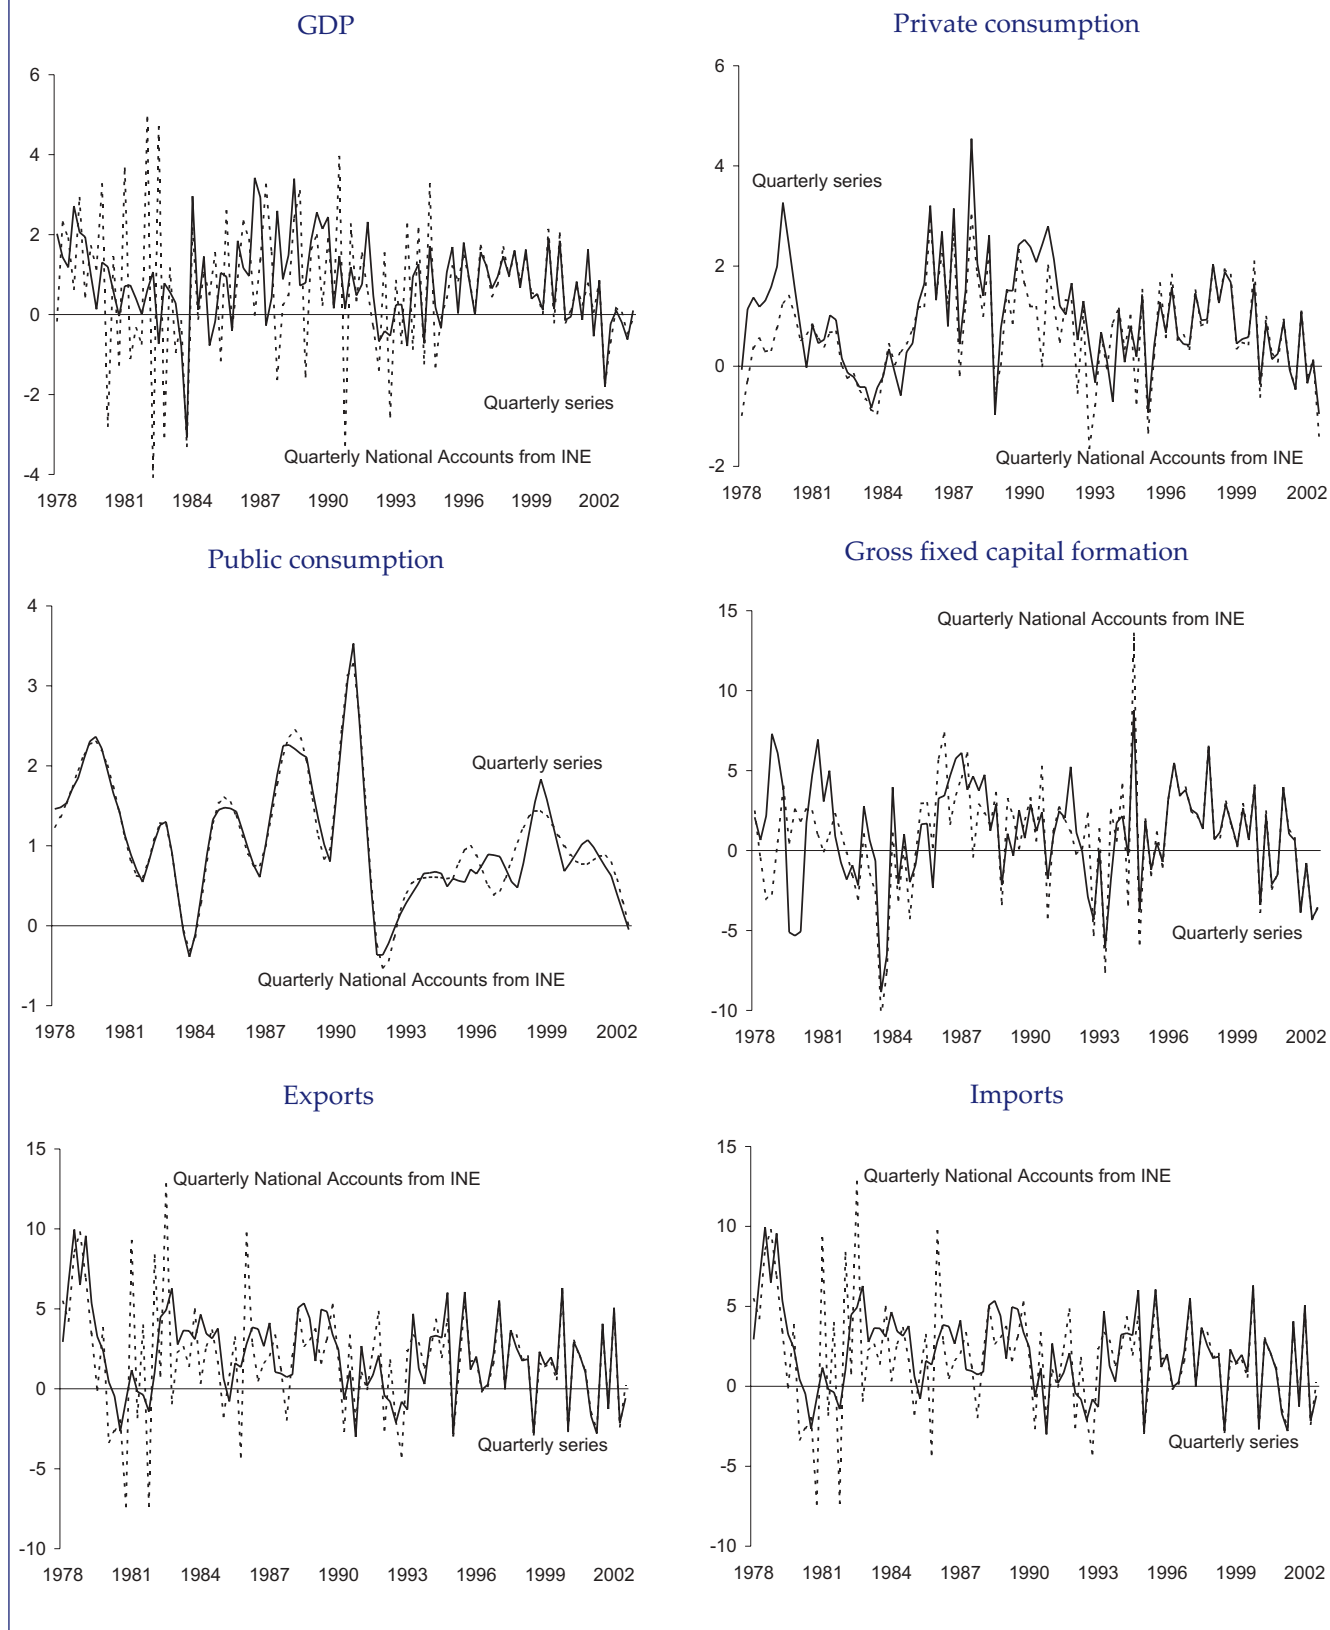 GDP
6
4
2
0
-2
-4
Quarterly series
Quarterly National Accounts from INE
1978 1981 1984 1987 1990 1993 1996 1999 2002
Private consumption
6
4
2
0
-2
Quarterly series
Quarterly National Accounts from INE
1978 1981 1984 1987 1990 1993 1996 1999 2002
Public consumption
4
3
2
1
0
-1
Quarterly series
Quarterly National Accounts from INE
1978 1981 1984 1987 1990 1993 1996 1999 2002
Gross fixed capital formation
15
10
5
0
-5
-10
Quarterly National Accounts from INE
Quarterly series
1978 1981 1984 1987 1990 1993 1996 1999 2002
Exports
15
10
5
0
-5
-10
Quarterly National Accounts from INE
Quarterly series
1978 1981 1984 1987 1990 1993 1996 1999 2002
Imports
15
10
5
0
-5
-10
Quarterly National Accounts from INE
Quarterly series
1978 1981 1984 1987 1990 1993 1996 1999 2002